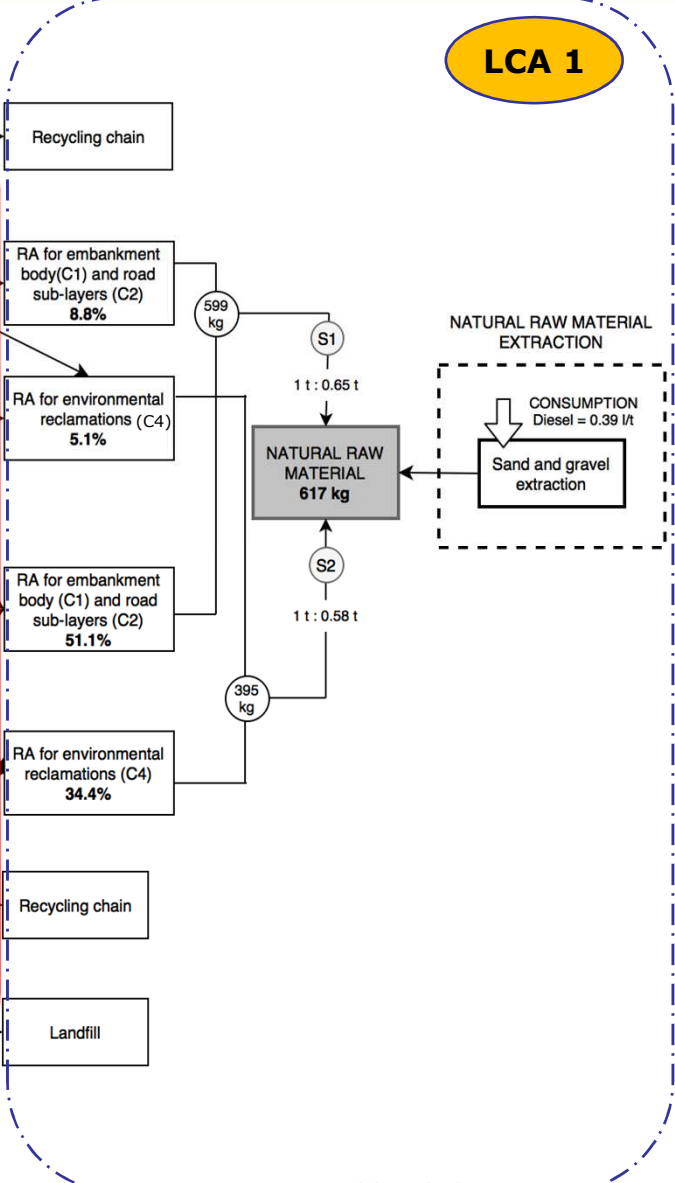 LCA 1
Recycling chain
RA for embankment
body(C1) and road
sub-layers (C2)
8.8%
599
kg
S1
1 t : 0.65 t
NATURAL RAW MATERIAL
EXTRACTION
CONSUMPTION
Diesel = 0.39 l/t
Sand and gravel
extraction
RA for environmental
reclamations (C4)
5.1%
NATURAL RAW
MATERIAL
617 kg
S2
1 t : 0.58 t
RA for embankment
body (C1) and road
sub-layers (C2)
51.1%
395
kg
RA for environmental
reclamations (C4)
34.4%
Recycling chain
Landfill